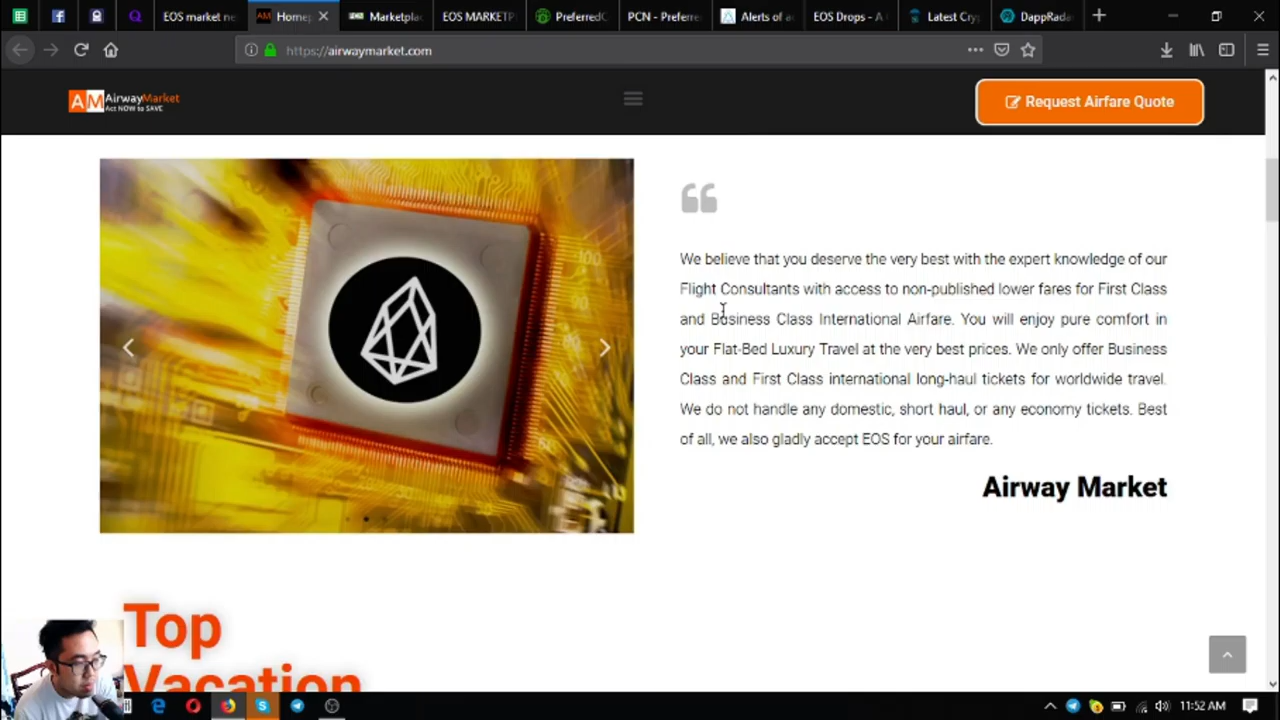 EOS market ne
Home
Marketplac
EOS MARKETP
PreferredC
PCN - Preferre
Alerts of a
EOS Drops - A
Latest Cry
DappRada
https://airwaymarket.com
AM AirwayMarket
Act NOW to SAVE
Request Airfare Quote
We believe that you deserve the very best with the expert knowledge of our
Flight Consultants with access to non-published lower fares for First Class
and Business Class International Airfare. You will enjoy pure comfort in
your Flat-Bed Luxury Travel at the very best prices. We only offer Business
Class and First Class international long-haul tickets for worldwide travel.
We do not handle any domestic, short haul, or any economy tickets. Best
of all, we also gladly accept EOS for your airfare.
Airway Market
Top
Vacation
11:52 AM